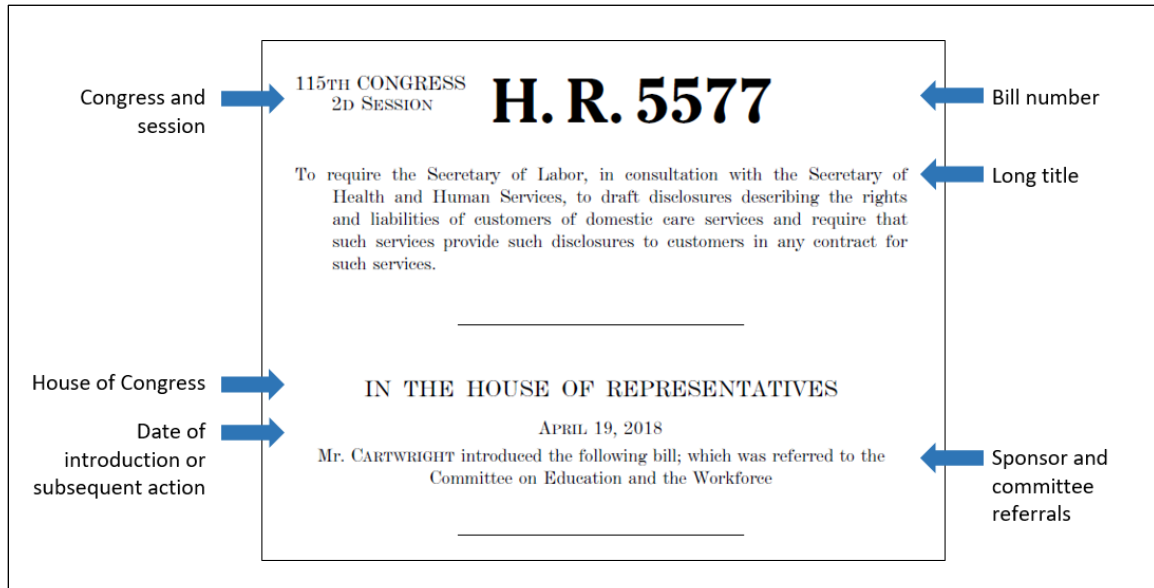 Congress and
session
115TH CONGRESS
2D SESSION
H. R. 5577
Bill number
To require the Secretary of Labor, in consultation with the Secretary of
Health and Human Services, to draft disclosures describing the rights
and liabilities of customers of domestic care services and require that
such services provide such disclosures to customers in any contract for
such services.
Long title
House of Congress
IN THE HOUSE OF REPRESENTATIVES
Date of
introduction or
subsequent action
APRIL 19, 2018
Mr. CARTWRIGHT introduced the following bill; which was referred to the
Committee on Education and the Workforce
Sponsor and
committee
referrals